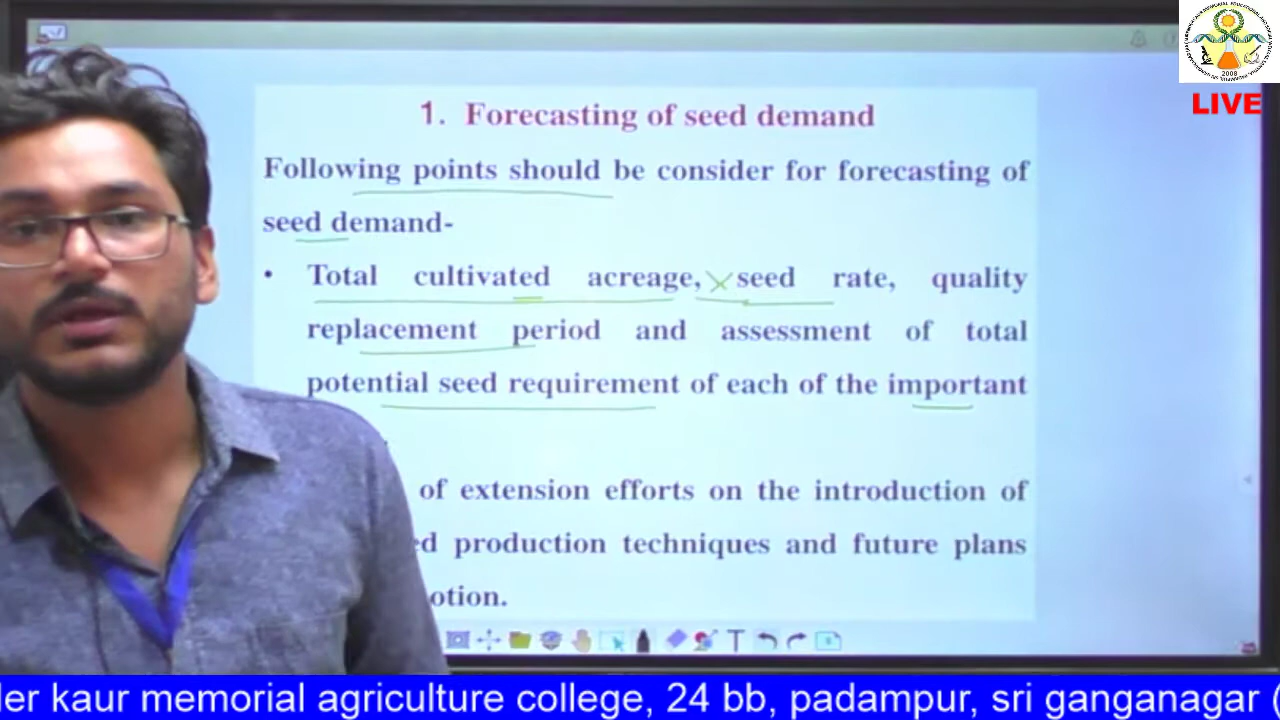 2008
LIVE
1. Forecasting of seed demand
Following points should be consider for forecasting of
seed demand-
• Total cultivated acreage, seed rate, quality
replacement period and assessment of total
potential seed requirement of each of the important
of extension efforts on the introduction of
production techniques and future plans
kaur memorial agriculture college, 24 bb, padampur, sri ganganagar (